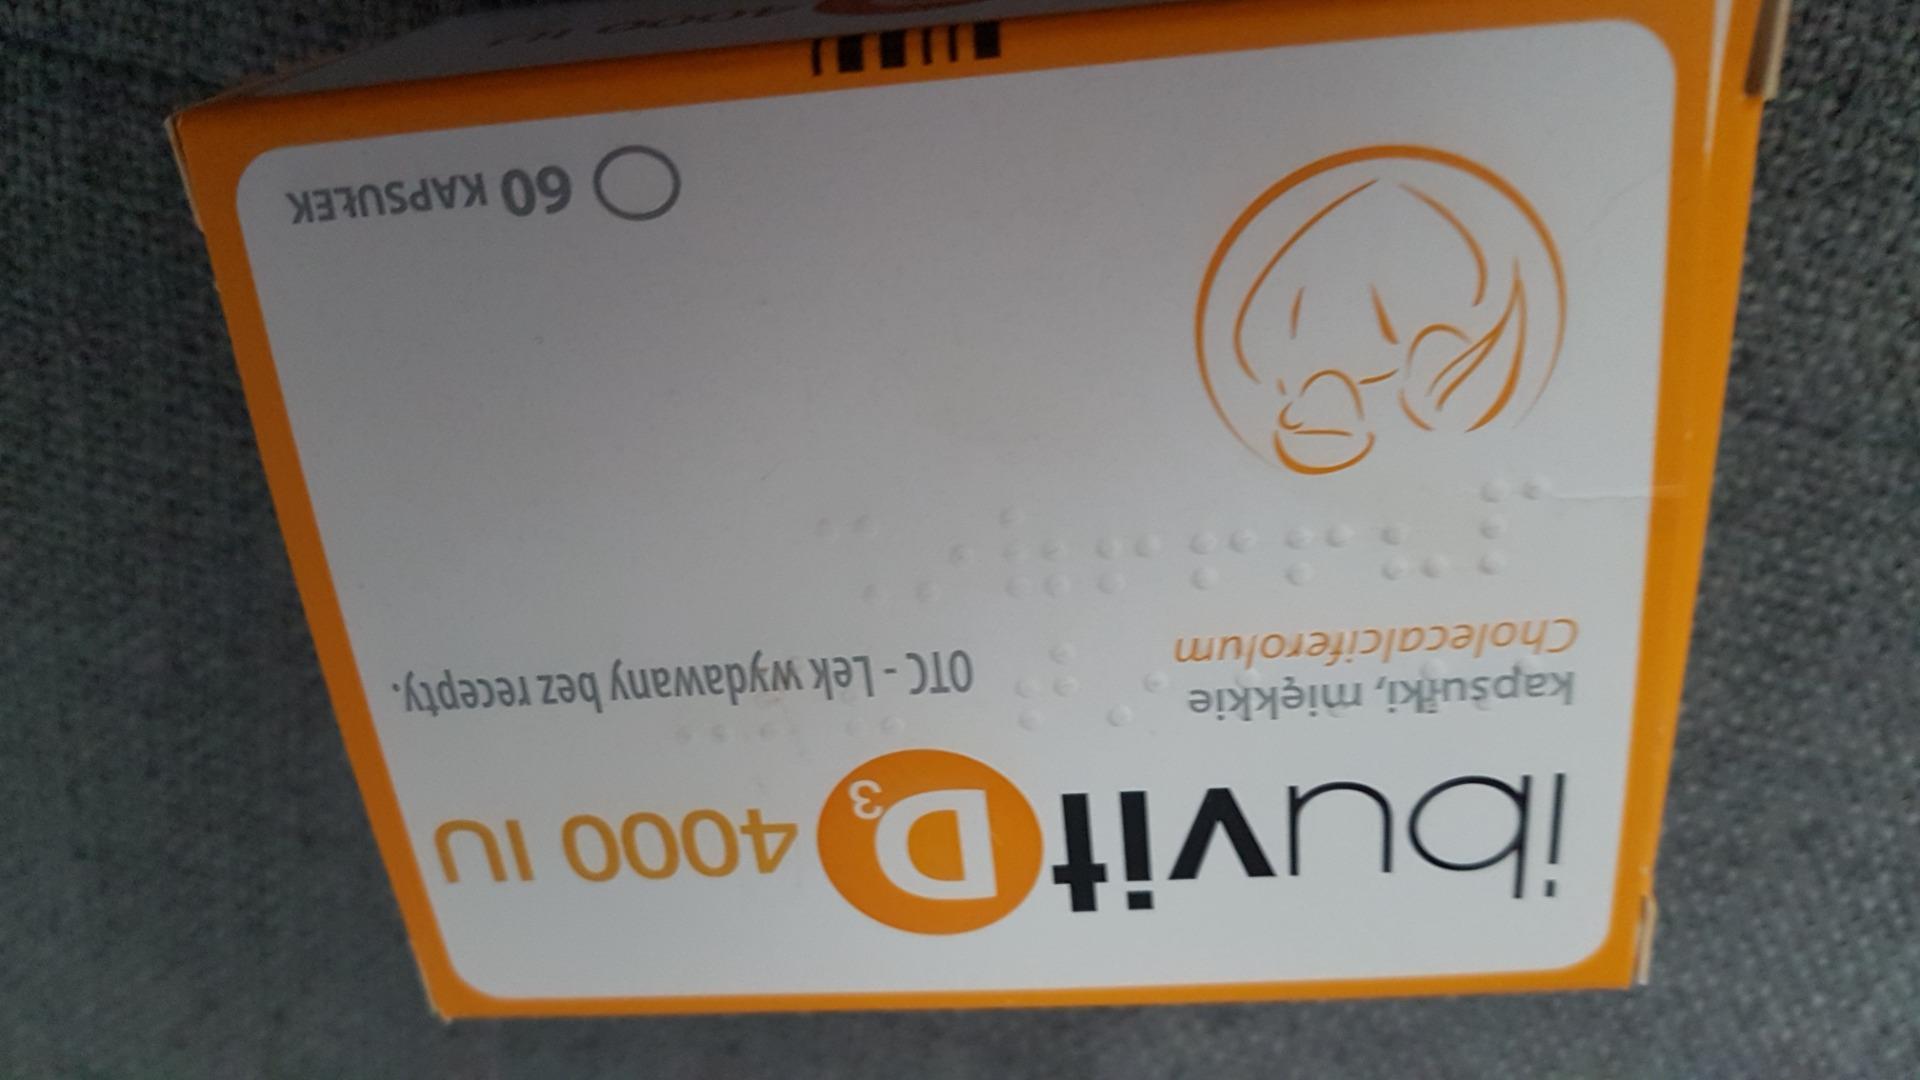 ibuvit D3 4000 IU
kapsułki, miękkie
Cholecalciferolum
OTC - Lek wydawany bez recepty.
60 KAPSUŁEK